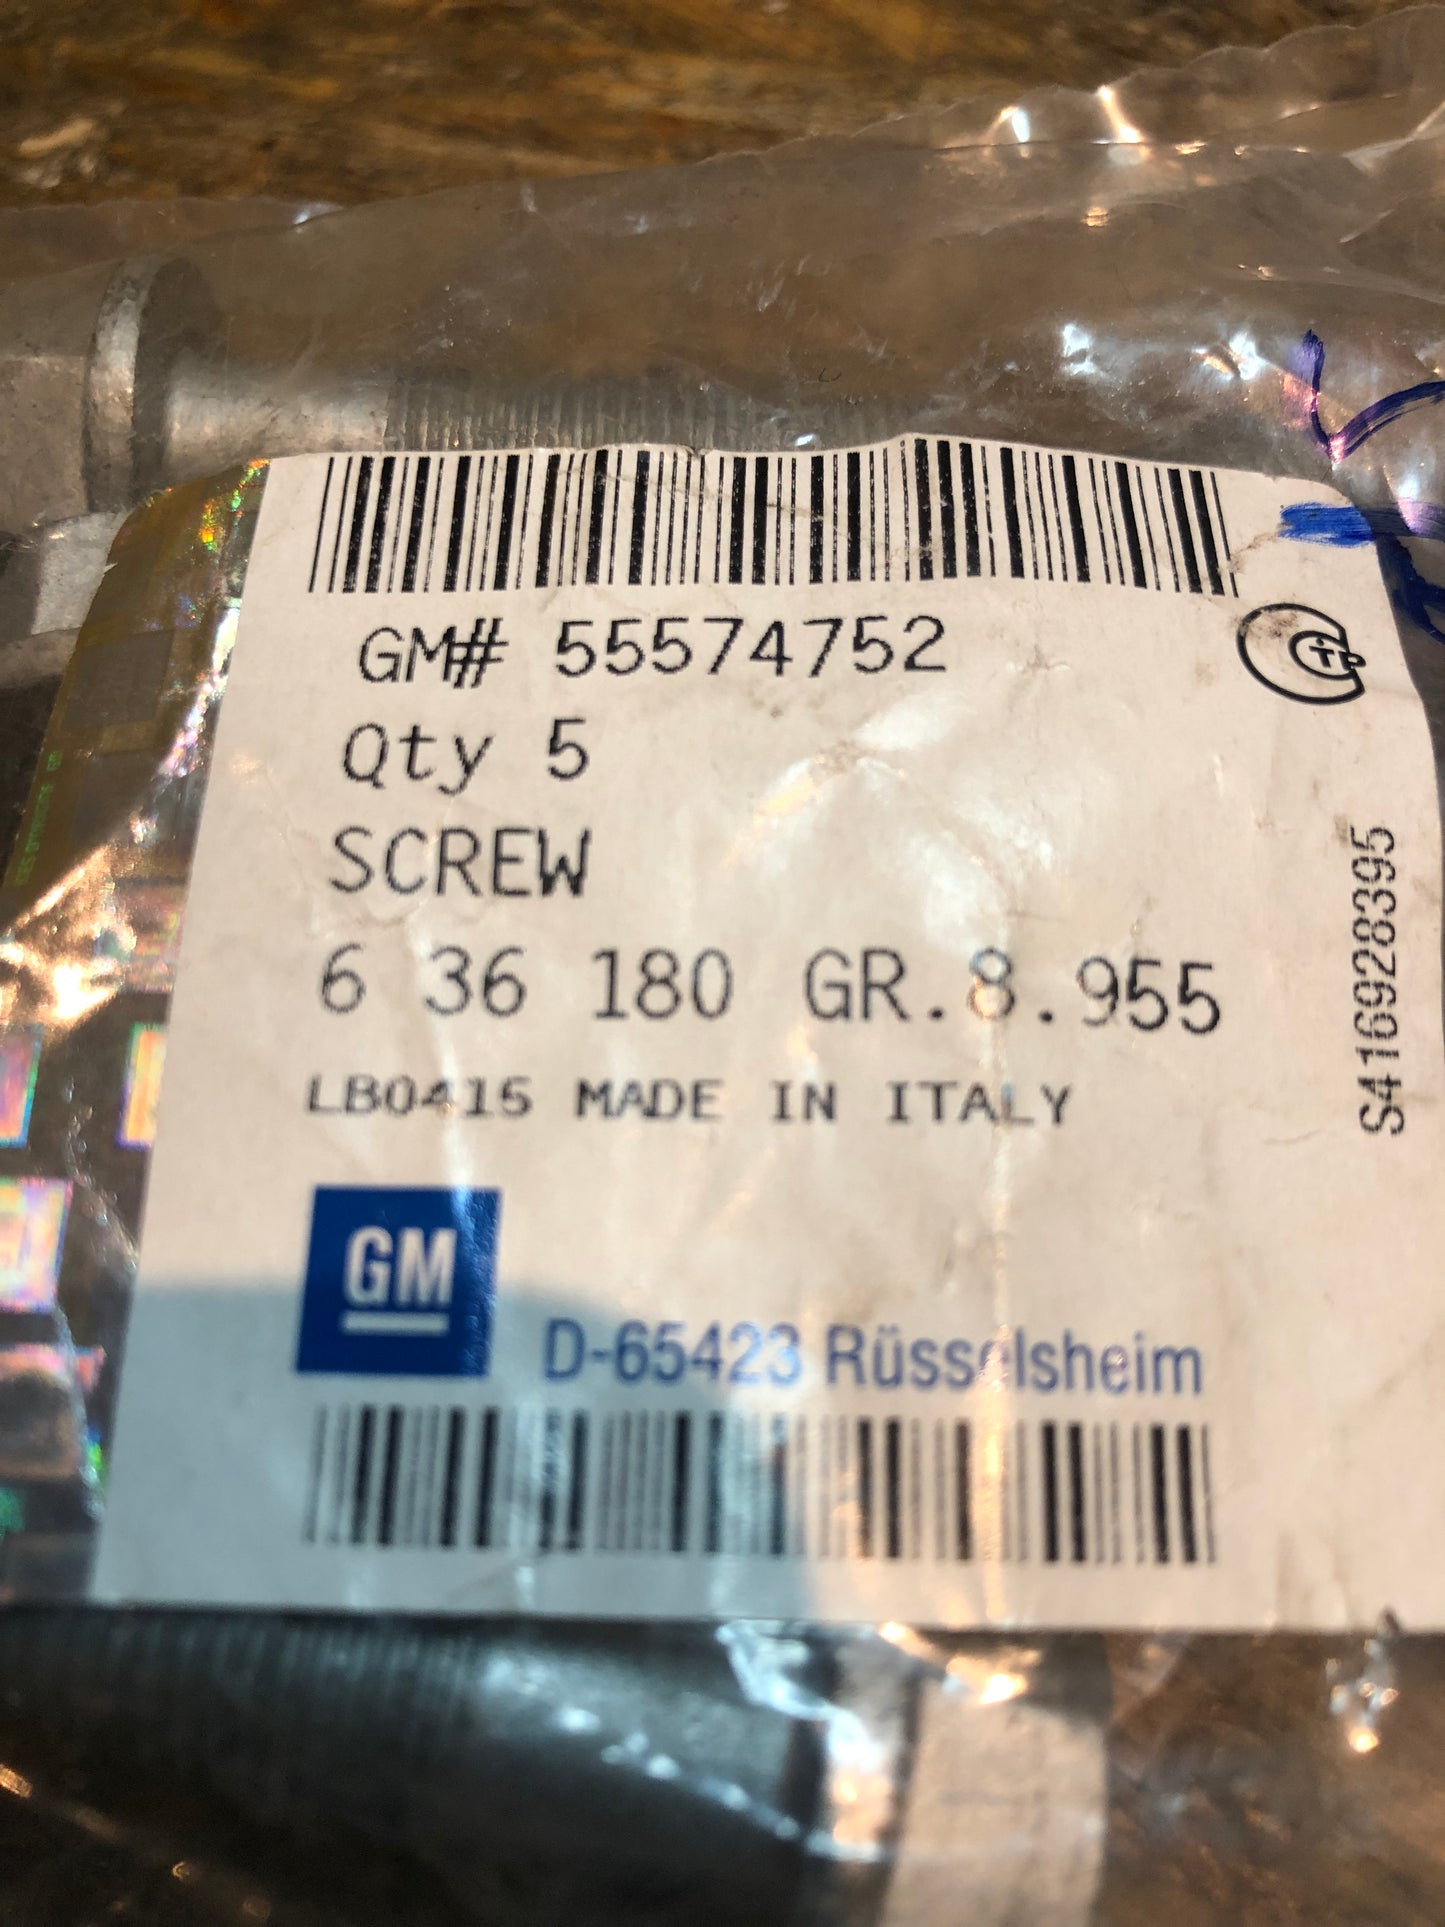 GM# 55574752
CTP
Qty 5
SCREW
6 36 180 GR.8.955
S416928395
LB0415 MADE IN ITALY
GM
D-65423 Rüsselsheim